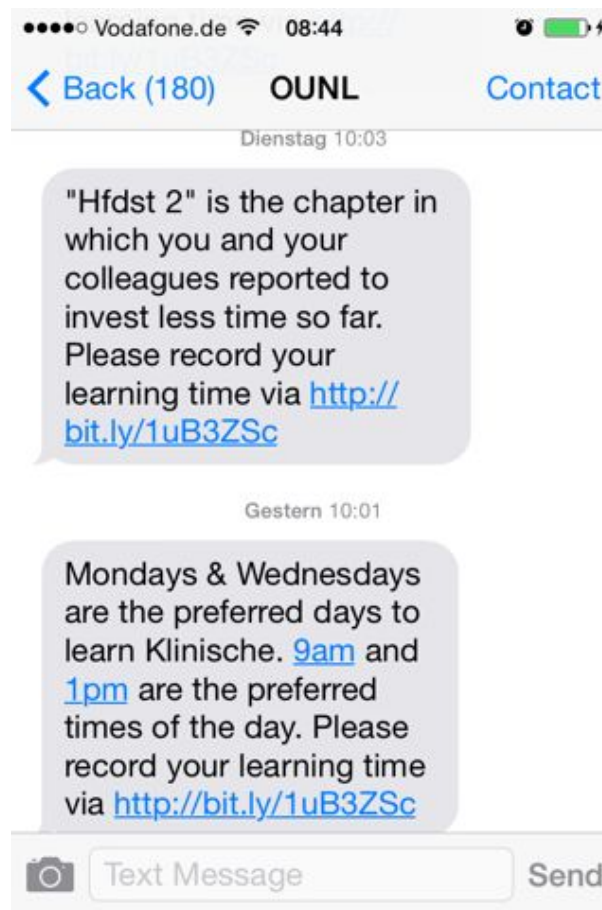 Vodafone.de 08:44
Back (180) OUNL Contact
Dienstag 10:03
"Hfdst 2" is the chapter in
which you and your
colleagues reported to
invest less time so far.
Please record your
learning time via http://
bit.ly/1uB3ZSc
Gestern 10:01
Mondays & Wednesdays
are the preferred days to
learn Klinische. 9am and
1pm are the preferred
times of the day. Please
record your learning time
via http://bit.ly/1uB3ZSc
Text Message Send